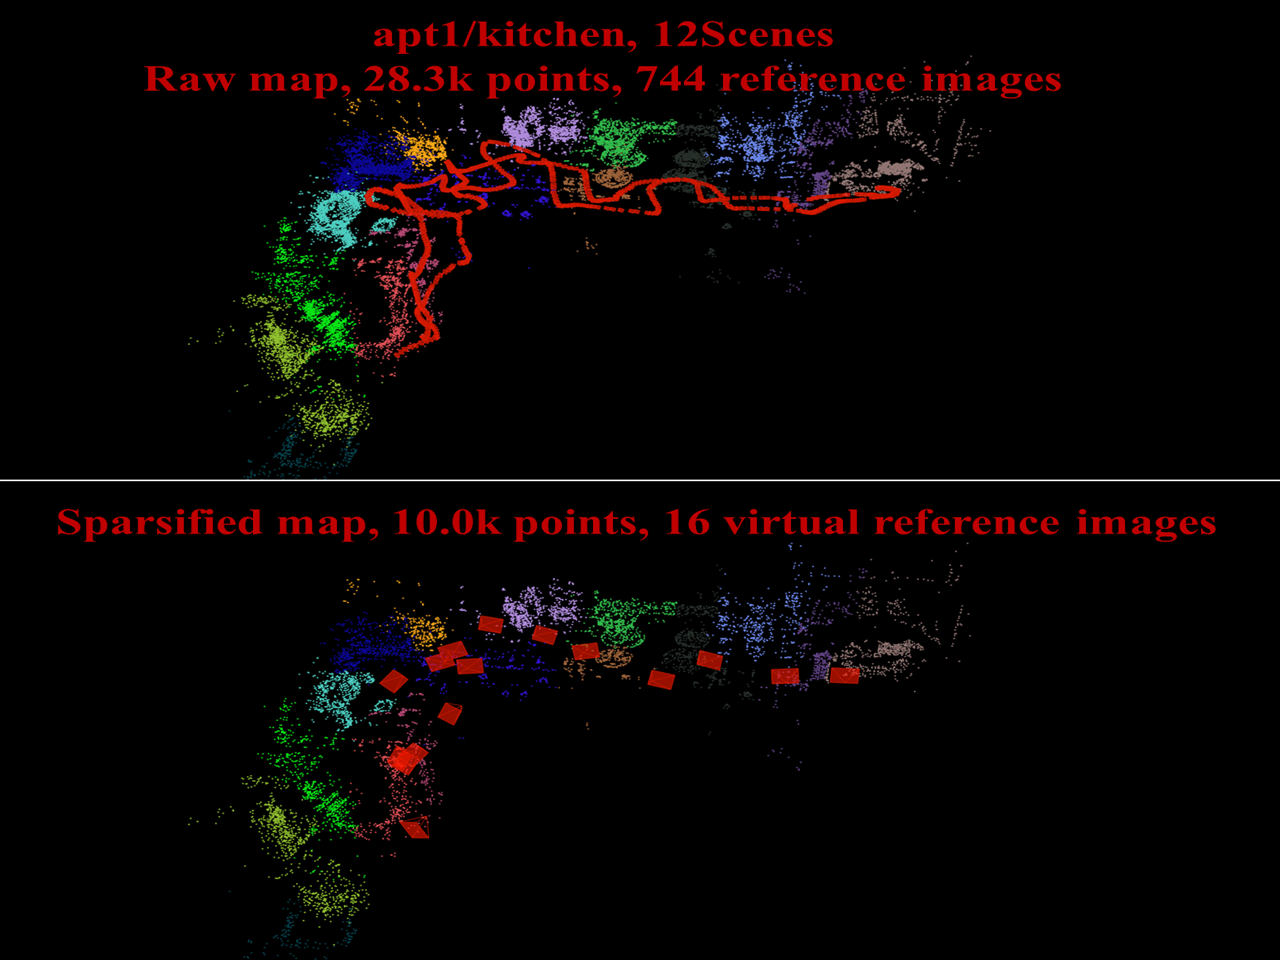 apt1/kitchen, 12Scenes
Raw map, 28.3k points, 744 reference images
Sparsified map, 10.0k points, 16 virtual reference images